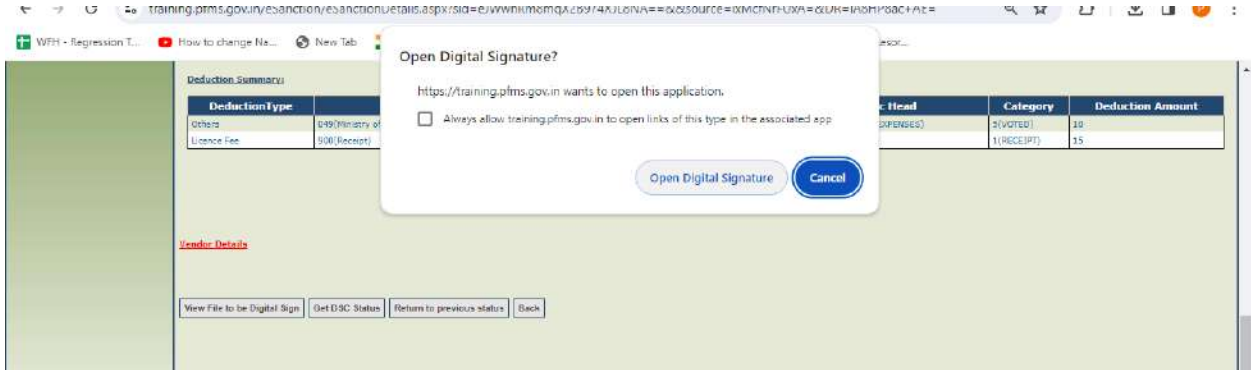 training.pfms.gov.in/eSanction/eSanctionDetails.aspx?sid=
WFH - Regression T...
How to change Na...
New Tab
Open Digital Signature?
https://training.pfms.gov.in wants to open this application.
Always allow training.pfms.gov.in to open links of this type in the associated app
Open Digital Signature
Cancel
Deduction Summary:
DeductionType Head Category Deduction Amount
Others 049(Ministry of EXPENSES) 10
Licence Fee 900(Receipt) 1(RECEIPT) 15
Vendor Details
View File to be Digital Sign Get DSC Status Return to previous status Back